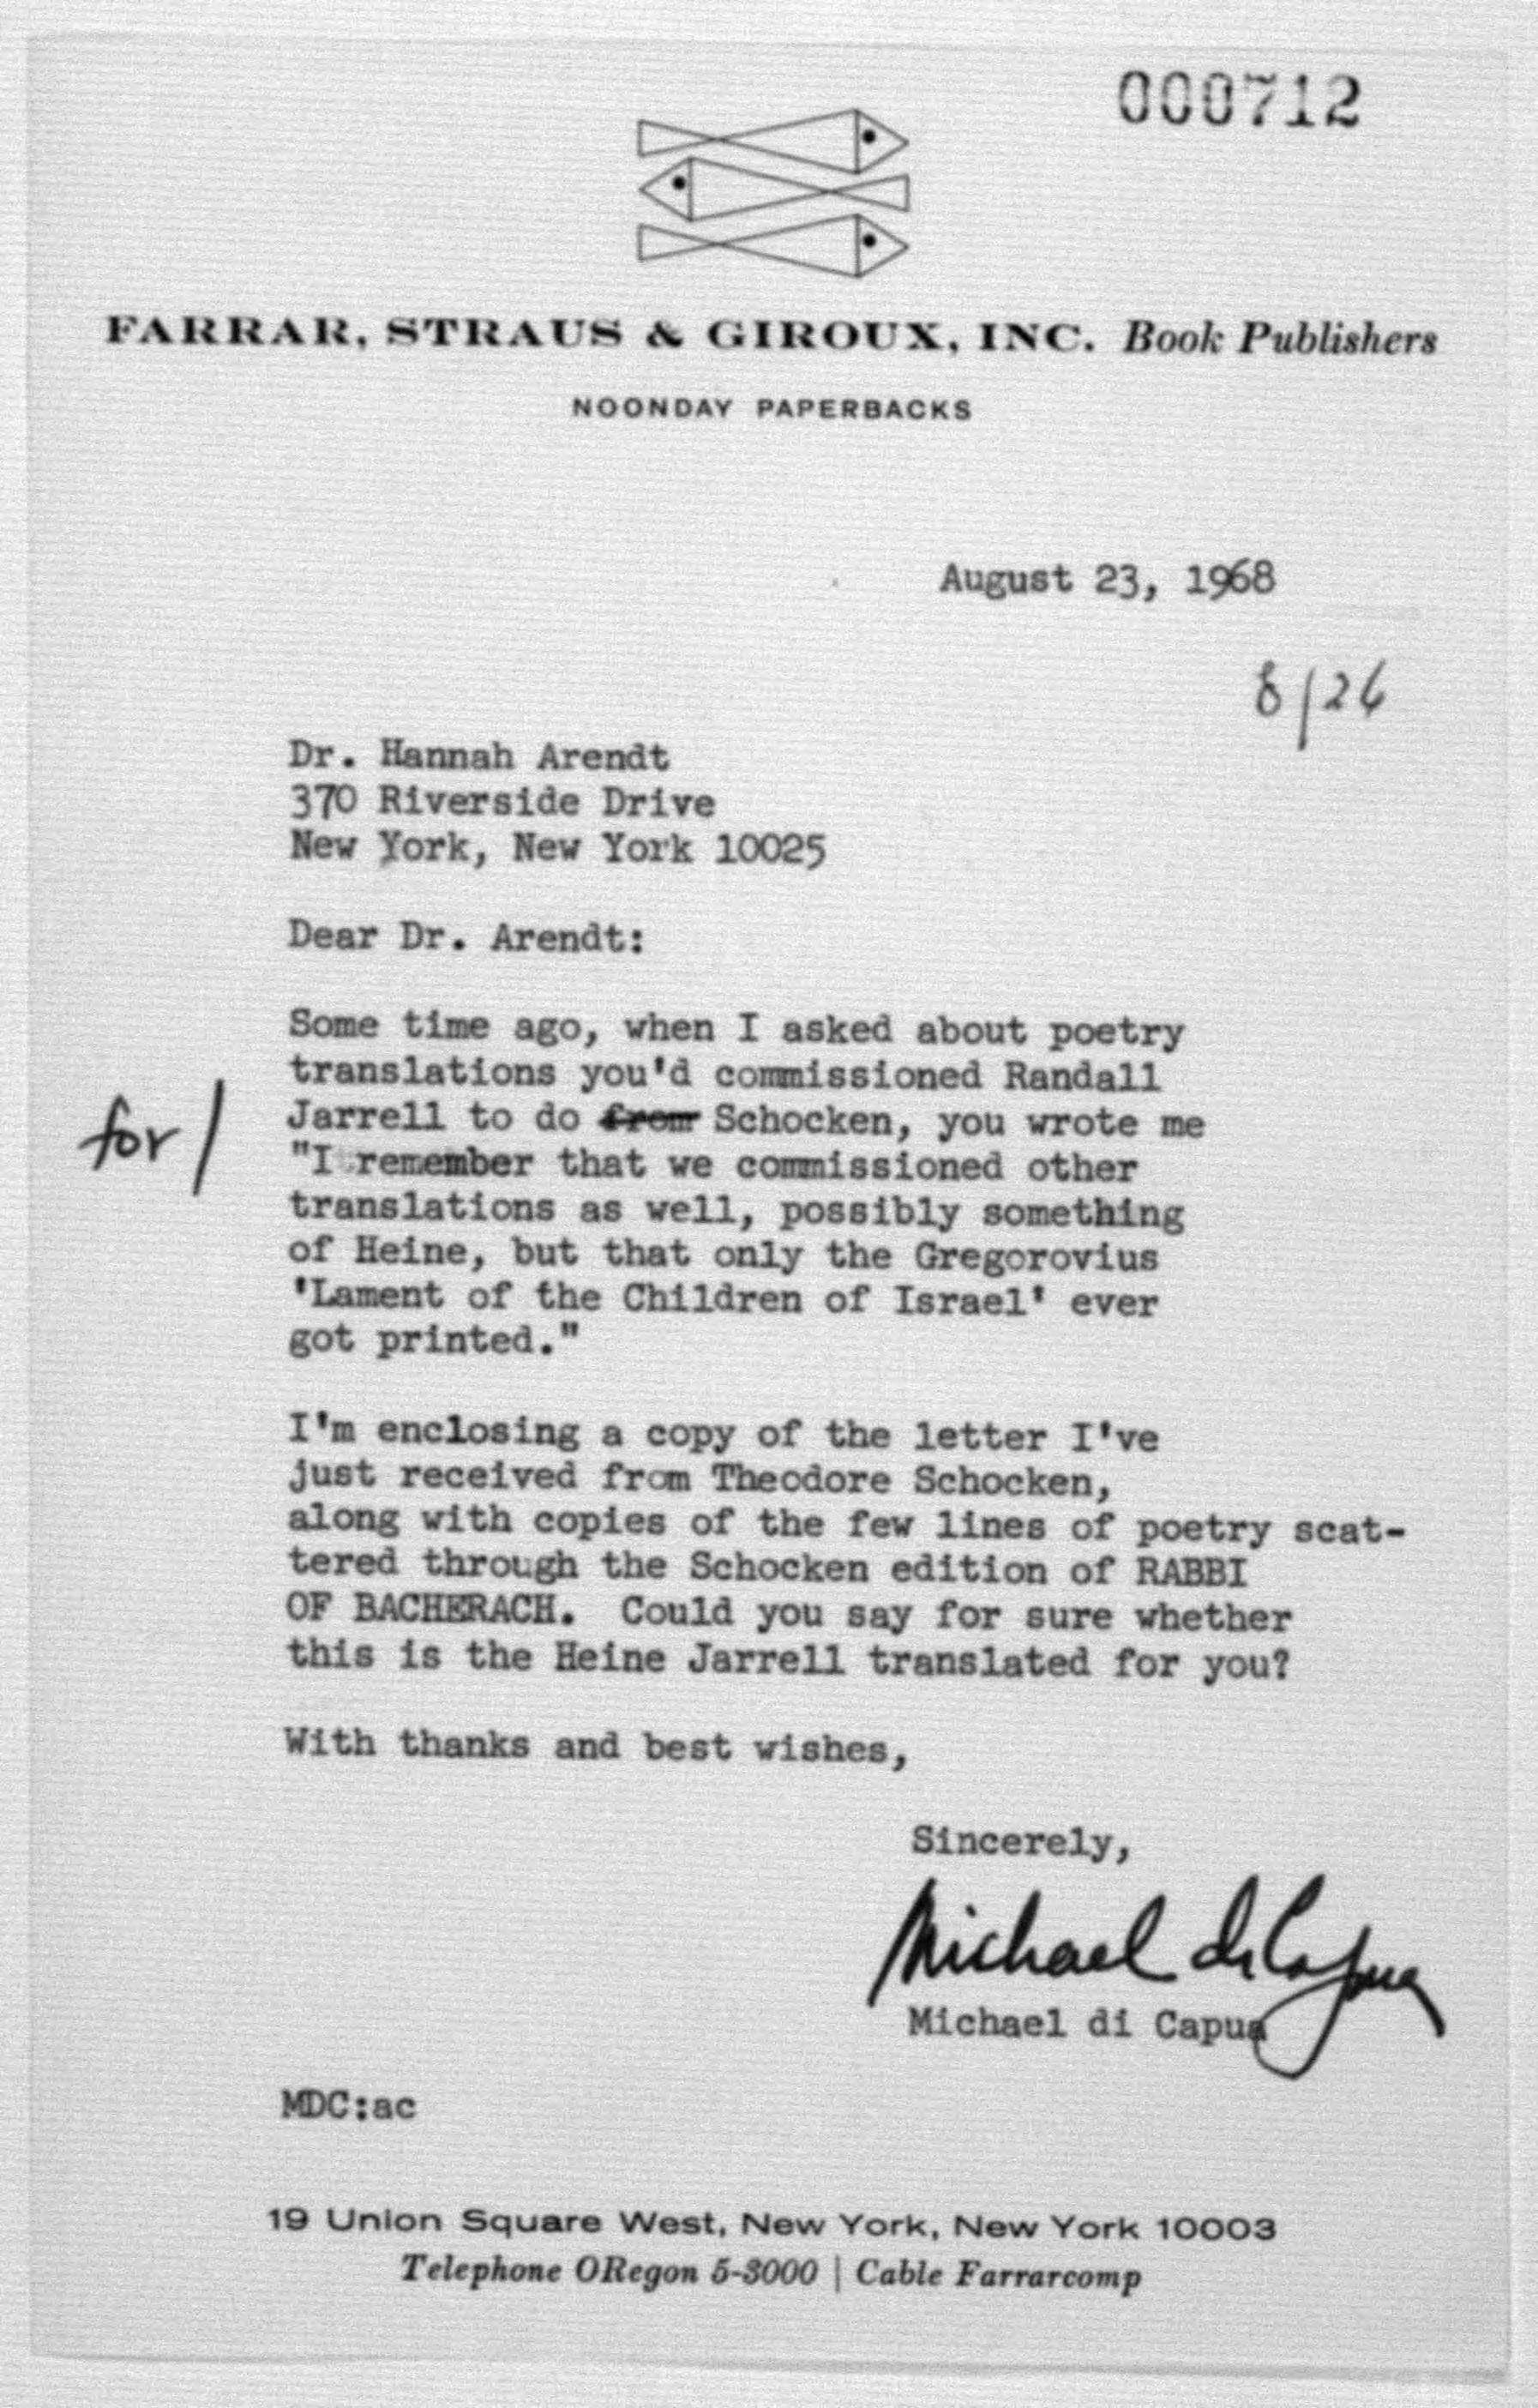 000712
FARRAR, STRAUS & GIROUX, INC. Book Publishers
NOONDAY PAPERBACKS
August 23, 1968
8/26
Dr. Hannah Arendt
370 Riverside Drive
New York, New York 10025
Dear Dr. Arendt:
Some time ago, when I asked about poetry
translations you'd commissioned Randall
for/ Jarrell to do from Schocken, you wrote me
"I remember that we commissioned other
translations as well, possibly something
of Heine, but that only the Gregorovius
'Lament of the Children of Israel' ever
got printed."
I'm enclosing a copy of the letter I've
just received from Theodore Schocken,
along with copies of the few lines of poetry scat-
tered through the Schocken edition of RABBI
OF BACHERACH. Could you say for sure whether
this is the Heine Jarrell translated for you?
With thanks and best wishes,
Sincerely,
Michael di Capua
Michael di Capua
MDC:ac
19 Union Square West, New York, New York 10003
Telephone ORegon 5-3000 | Cable Farrarcomp